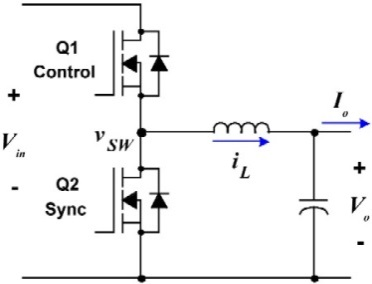 Q1
Control
+
V_in
-
v_SW
i_L
I_o
Q2
Sync
+
V_o
-